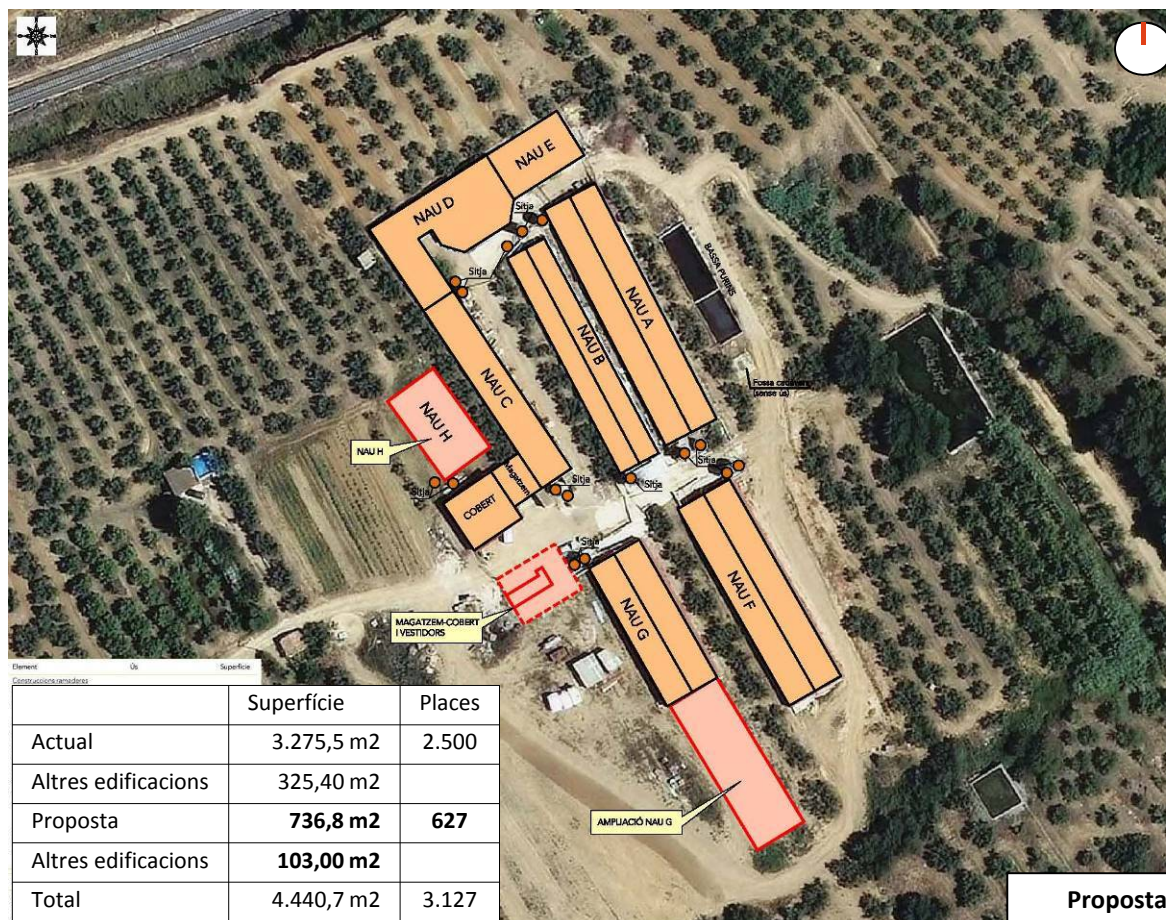 NAU E
NAU D
Sitja
Sitja
NAU A
BASSA PURINS
NAU B
NAU C
Fossa cadàvers
(sense ús)
NAU H
NAU H
Sitja
Magatzem
COBERT
Sitja
Sitja
Sitja
Sitja
NAU F
NAU G
MAGATZEM-COBERT
I VESTIDORS
AMPLIACIÓ NAU G
Element Ús Superfície
Construccions ramaderes
Superfície Places
Actual 3.275,5 m2 2.500
Altres edificacions 325,40 m2
Proposta 736,8 m2 627
Altres edificacions 103,00 m2
Total 4.440,7 m2 3.127
Proposta